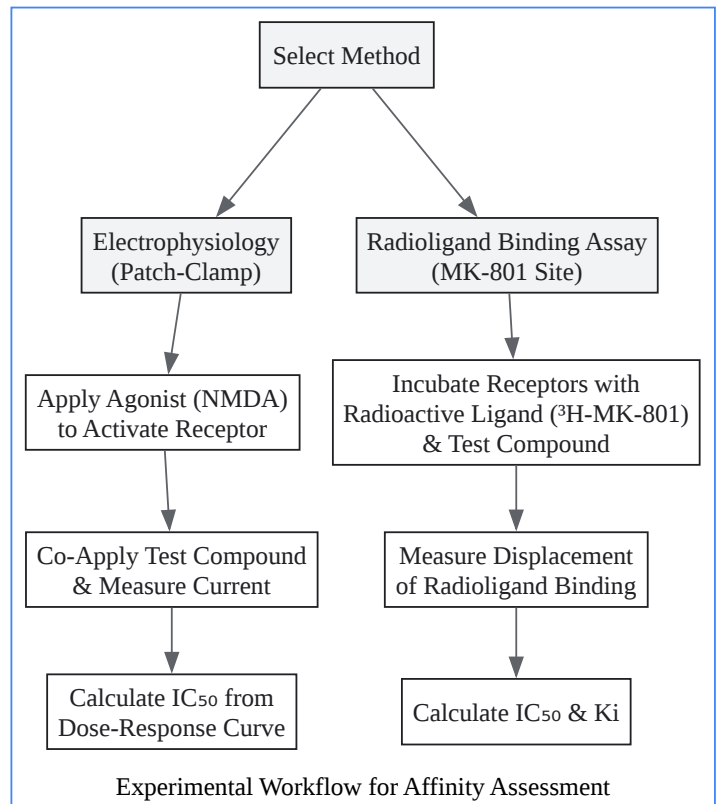 Select Method
Electrophysiology
(Patch-Clamp)
Radioligand Binding Assay
(MK-801 Site)
Apply Agonist (NMDA)
to Activate Receptor
Incubate Receptors with
Radioactive Ligand (³H-MK-801)
& Test Compound
Co-Apply Test Compound
& Measure Current
Measure Displacement
of Radioligand Binding
Calculate IC₅₀ from
Dose-Response Curve
Calculate IC₅₀ & Ki
Experimental Workflow for Affinity Assessment